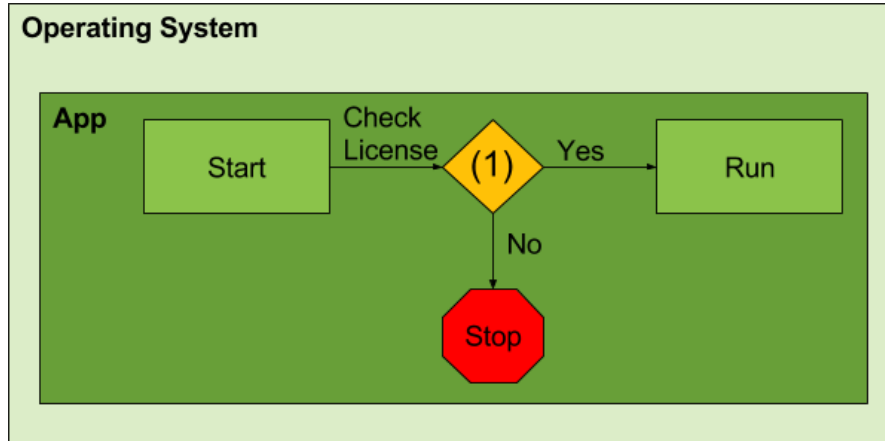 Operating System
App
Start
Check
License
(1)
Yes
Run
No
Stop